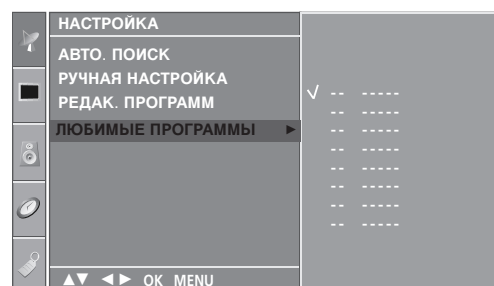 НАСТРОЙКА
АВТО. ПОИСК
РУЧНАЯ НАСТРОЙКА
РЕДАК. ПРОГРАММ
ЛЮБИМЫЕ ПРОГРАММЫ ►
√ -- -----
-- -----
-- -----
-- -----
-- -----
-- -----
-- -----
-- -----
▲▼ ◄► OK MENU